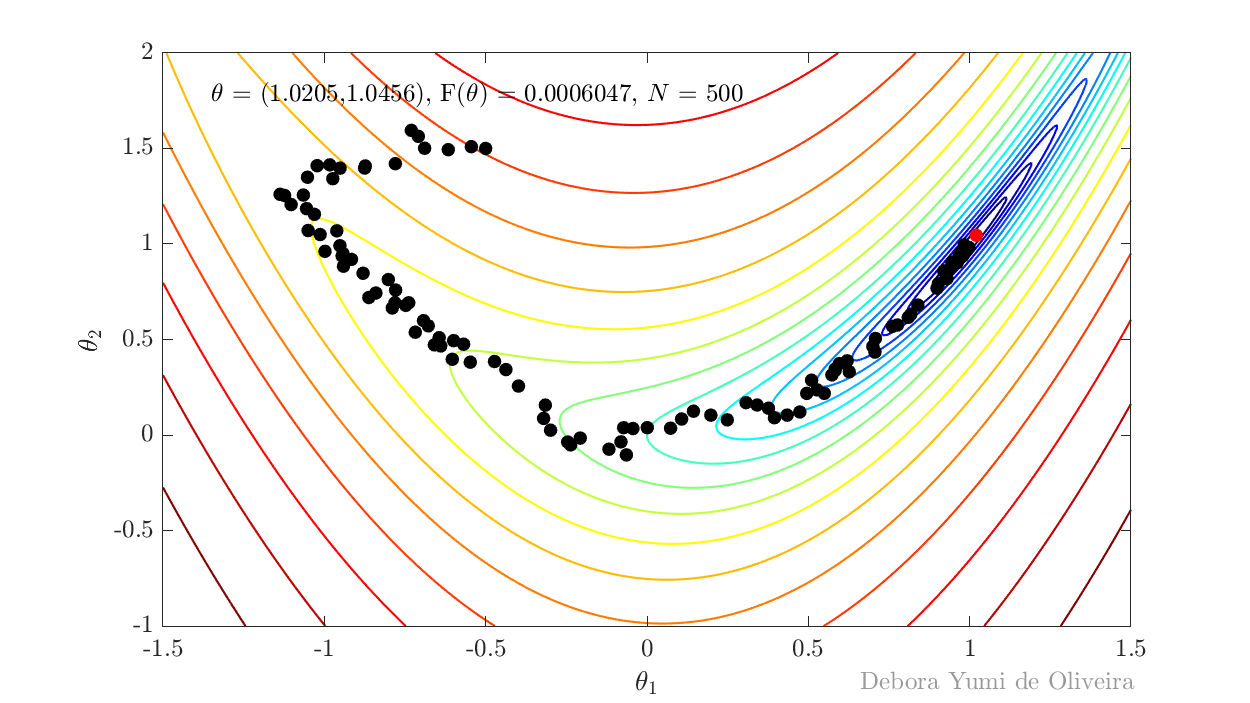 θ = (1.0205,1.0456), F(θ) = 0.0006047, N = 500
2
1.5
1
0.5
0
-0.5
-1
θ₂
-1.5 -1 -0.5 0 0.5 1 1.5
θ₁
Debora Yumi de Oliveira